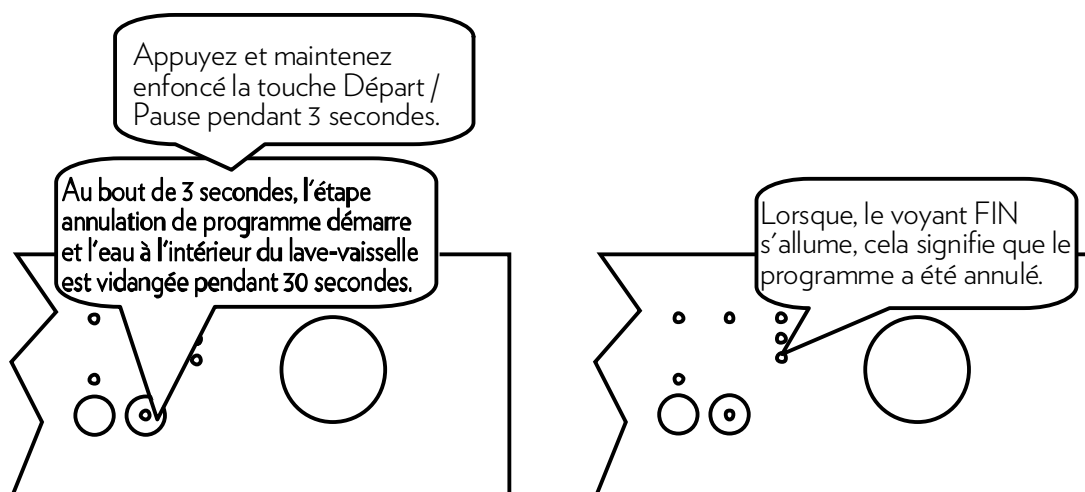 Appuyez et maintenez
enfoncé la touche Départ /
Pause pendant 3 secondes.
Au bout de 3 secondes, l'étape
annulation de programme démarre
et l'eau à l'intérieur du lave-vaisselle
est vidangée pendant 30 secondes.
Lorsque, le voyant FIN
s'allume, cela signifie que le
programme a été annulé.